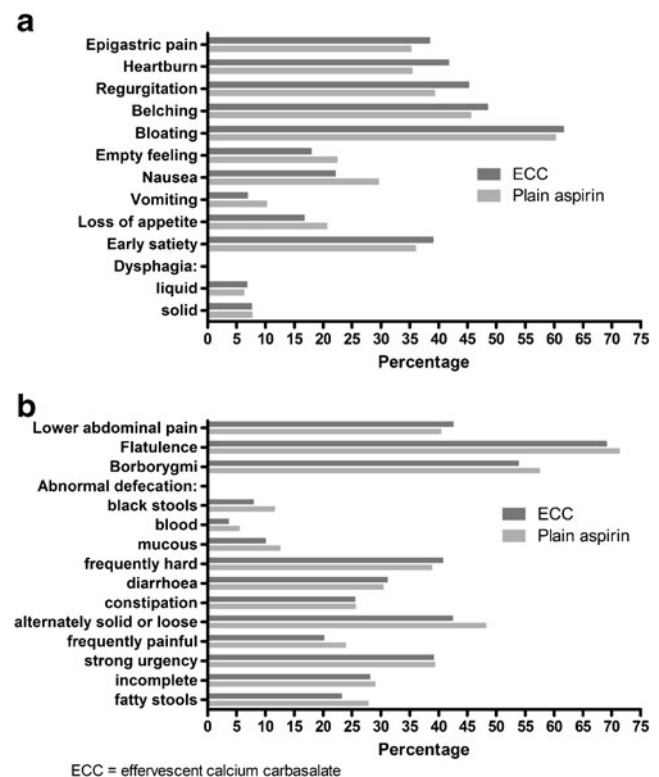 a
Epigastric pain
Heartburn
Regurgitation
Belching
Bloating
Empty feeling
Nausea
Vomiting
Loss of appetite
Early satiety
Dysphagia:
liquid
solid
ECC
Plain aspirin
0 5 10 15 20 25 30 35 40 45 50 55 60 65 70 75
Percentage
b
Lower abdominal pain
Flatulence
Borborygmi
Abnormal defecation:
black stools
blood
mucous
frequently hard
diarrhoea
constipation
alternately solid or loose
frequently painful
strong urgency
incomplete
fatty stools
ECC
Plain aspirin
0 5 10 15 20 25 30 35 40 45 50 55 60 65 70 75
Percentage
ECC = effervescent calcium carbasalate